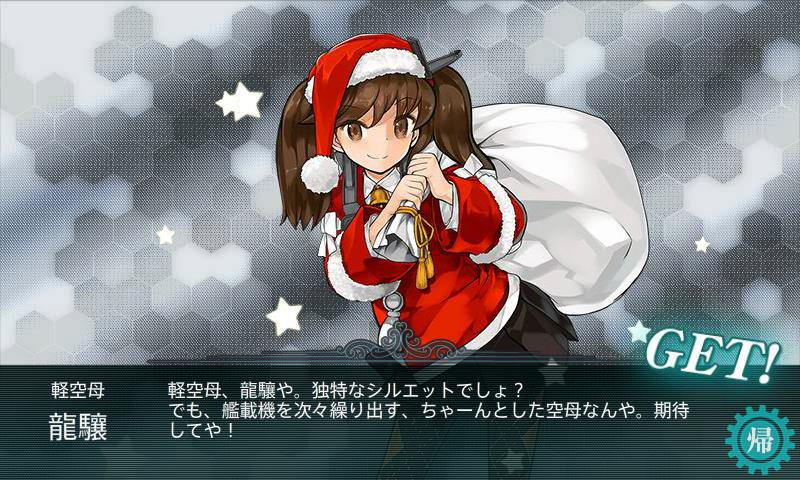 GET!
軽空母
龍驤
軽空母、龍驤や。独特なシルエットでしょ？
でも、艦載機を次々繰り出す、ちゃーんとした空母なんや。期待
してや！
帰